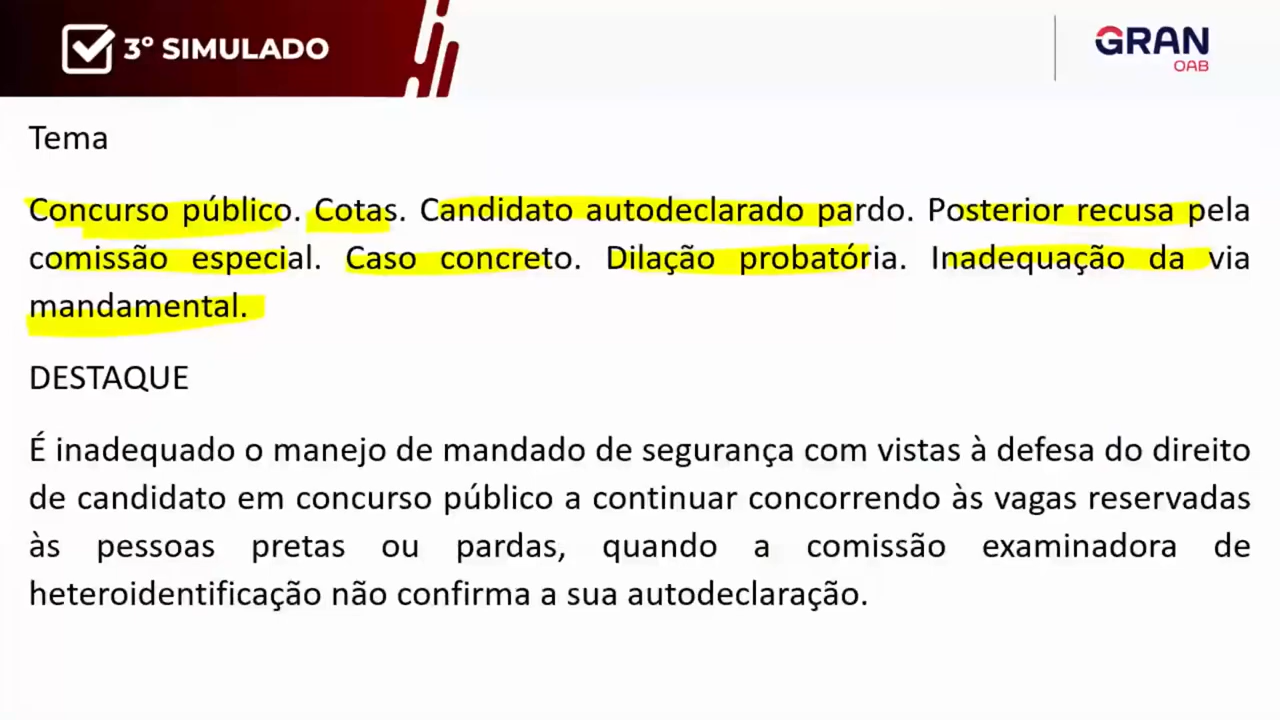 3º SIMULADO
GRAN
OAB
Tema
Concurso público. Cotas. Candidato autodeclarado pardo. Posterior recusa pela
comissão especial. Caso concreto. Dilação probatória. Inadequação da via
mandamental.
DESTAQUE
É inadequado o manejo de mandado de segurança com vistas à defesa do direito
de candidato em concurso público a continuar concorrendo às vagas reservadas
às pessoas pretas ou pardas, quando a comissão examinadora de
heteroidentificação não confirma a sua autodeclaração.